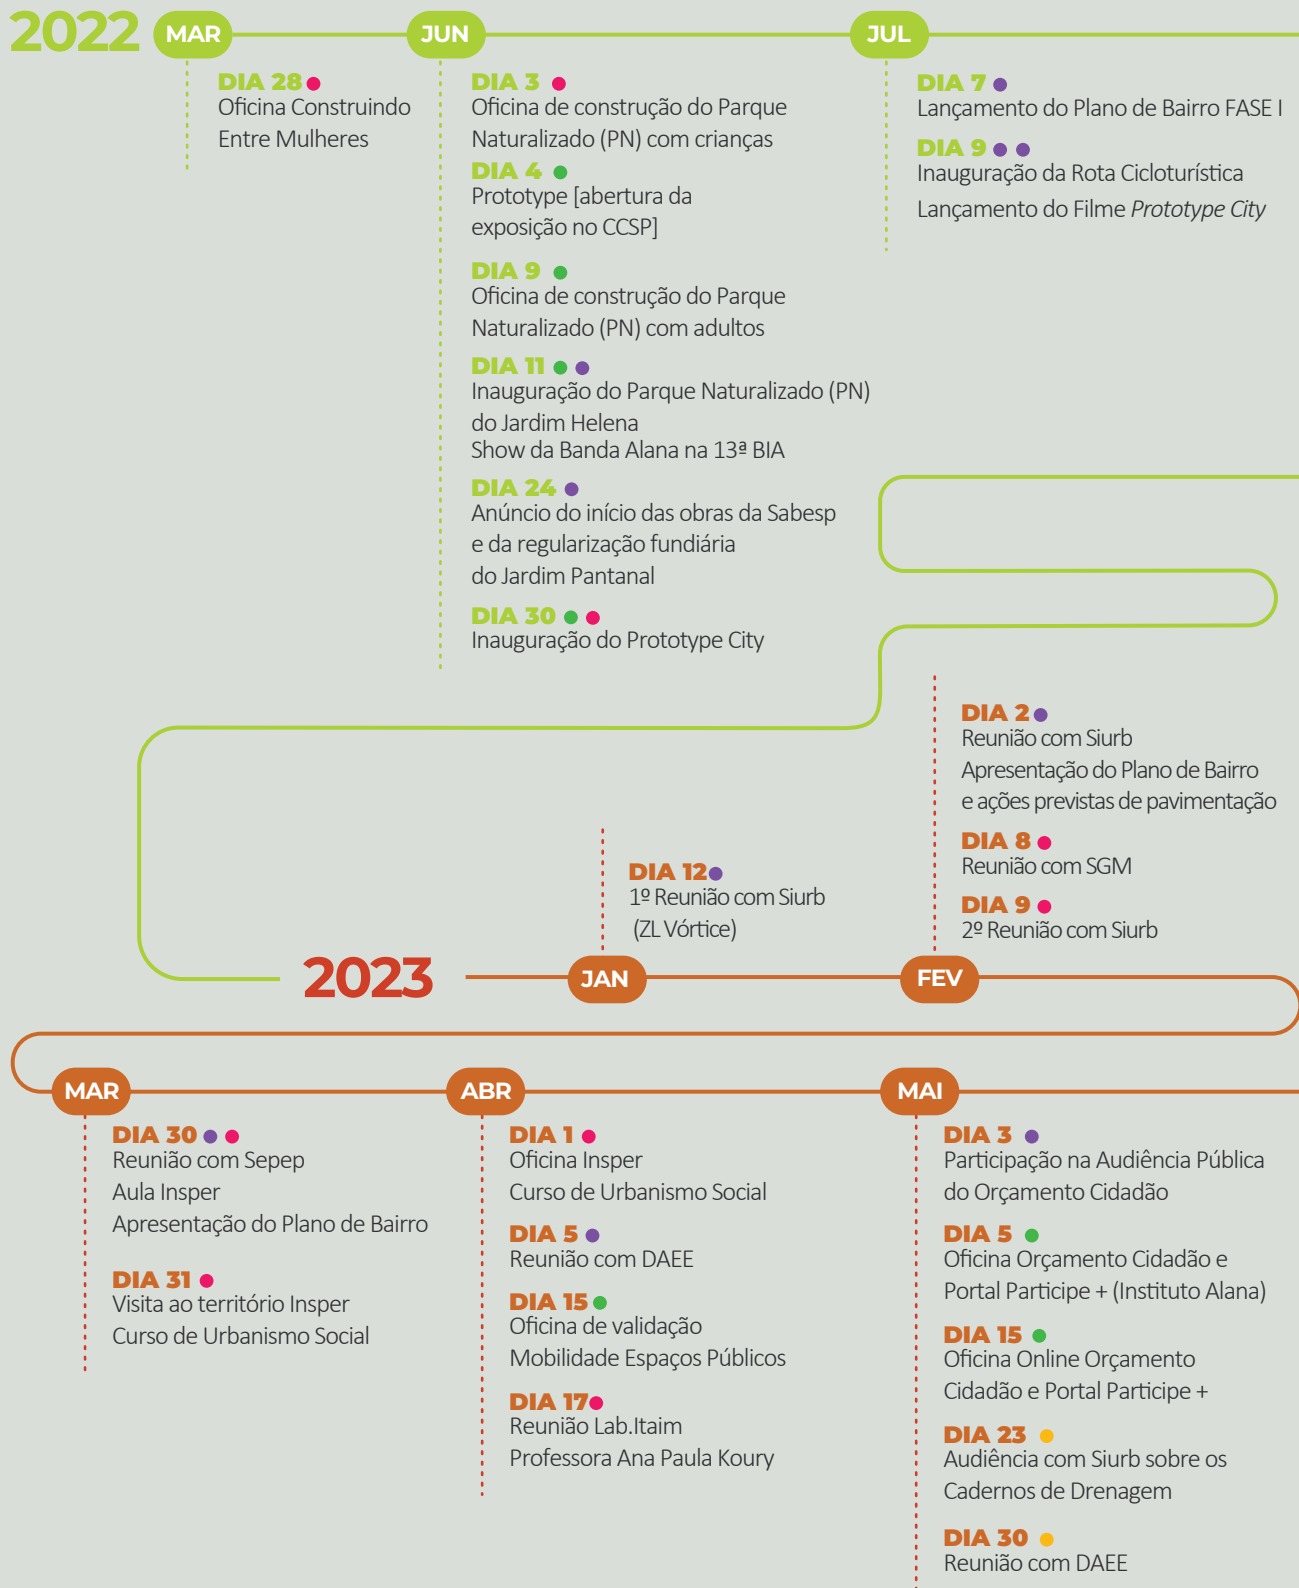 2022
MAR
DIA 28
Oficina Construindo
Entre Mulheres
JUN
DIA 3
Oficina de construção do Parque
Naturalizado (PN) com crianças
DIA 4
Prototype [abertura da
exposição no CCSP]
DIA 9
Oficina de construção do Parque
Naturalizado (PN) com adultos
DIA 11
Inauguração do Parque Naturalizado (PN)
do Jardim Helena
Show da Banda Alana na 13ª BIA
DIA 24
Anúncio do início das obras da Sabesp
e da regularização fundiária
do Jardim Pantanal
DIA 30
Inauguração do Prototype City
JUL
DIA 7
Lançamento do Plano de Bairro FASE I
DIA 9
Inauguração da Rota Cicloturística
Lançamento do Filme Prototype City
2023
JAN
DIA 12
1º Reunião com Siurb
(ZL Vórtice)
FEV
DIA 2
Reunião com Siurb
Apresentação do Plano de Bairro
e ações previstas de pavimentação
DIA 8
Reunião com SGM
DIA 9
2º Reunião com Siurb
MAR
DIA 30
Reunião com Sepep
Aula Insper
Apresentação do Plano de Bairro
DIA 31
Visita ao território Insper
Curso de Urbanismo Social
ABR
DIA 1
Oficina Insper
Curso de Urbanismo Social
DIA 5
Reunião com DAEE
DIA 15
Oficina de validação
Mobilidade Espaços Públicos
DIA 17
Reunião Lab.Itaim
Professora Ana Paula Koury
MAI
DIA 3
Participação na Audiência Pública
do Orçamento Cidadão
DIA 5
Oficina Orçamento Cidadão e
Portal Participe + (Instituto Alana)
DIA 15
Oficina Online Orçamento
Cidadão e Portal Participe +
DIA 23
Audiência com Siurb sobre os
Cadernos de Drenagem
DIA 30
Reunião com DAEE